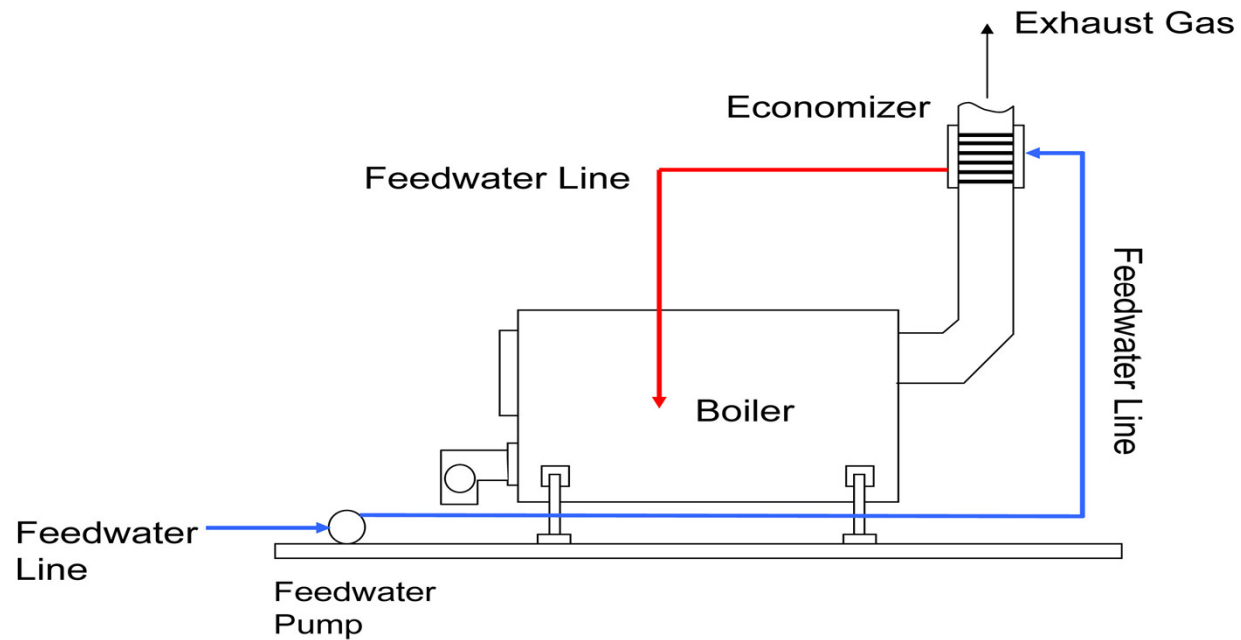 Exhaust Gas
Economizer
Feedwater Line
Feedwater Line
Boiler
Feedwater
Line
Feedwater
Pump